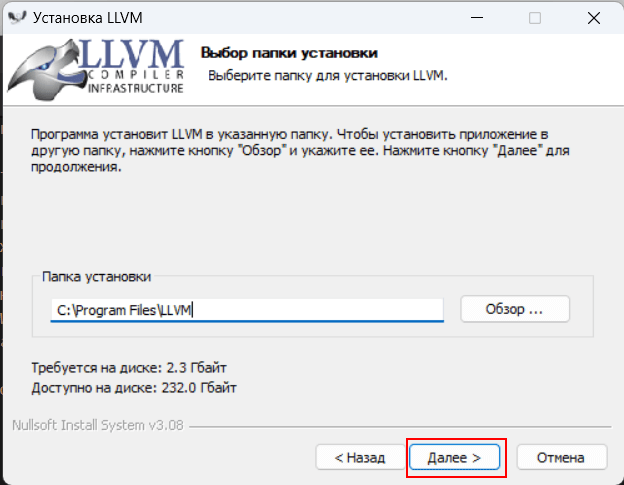 Установка LLVM
LLVM
COMPILER
INFRASTRUCTURE
Выбор папки установки
Выберите папку для установки LLVM.
Программа установит LLVM в указанную папку. Чтобы установить приложение в
другую папку, нажмите кнопку "Обзор" и укажите ее. Нажмите кнопку "Далее" для
продолжения.
Папка установки
C:\Program Files\LLVM
Обзор ...
Требуется на диске: 2.3 Гбайт
Доступно на диске: 232.0 Гбайт
Nullsoft Install System v3.08
< Назад
Далее >
Отмена